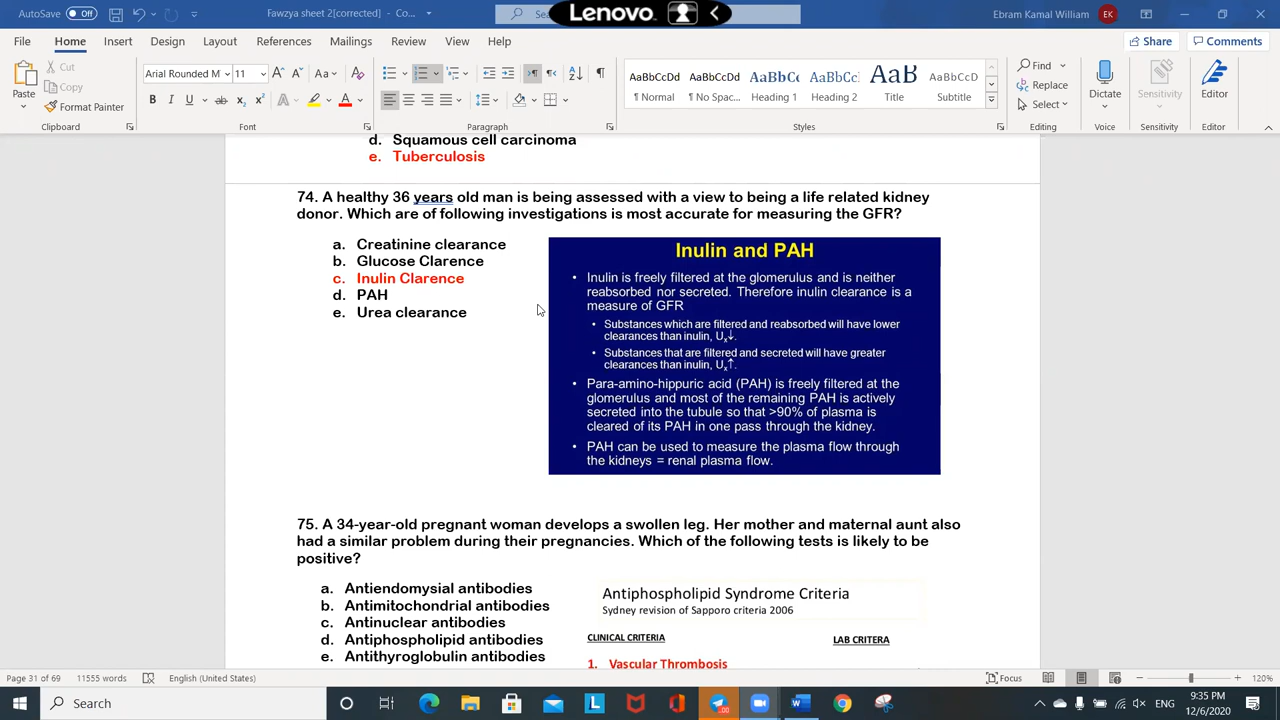 AutoSave Off
Fawzya sheet 2[corrected]
Lenovo
Ebram Kamal William EK
File Home Insert Draw Design Layout References Mailings Review View Help Share Comments
Paste Cut Copy Format Painter
Arial Rounded M 11
AaBbCcDd AaBbCcDd AaBbCc AaBbCc AaB AaBbCcD
¶ Normal ¶ No Spac... Heading 1 Heading 2 Title Subtitle
Find Replace Select Dictate Sensitivity Editor
Clipboard Font Paragraph Styles Editing Voice Sensitivity Editor
d. Squamous cell carcinoma
e. Tuberculosis
74. A healthy 36 years old man is being assessed with a view to being a life related kidney
donor. Which are of following investigations is most accurate for measuring the GFR?
a. Creatinine clearance
b. Glucose Clarence
c. Inulin Clarence
d. PAH
e. Urea clearance
Inulin and PAH
• Inulin is freely filtered at the glomerulus and is neither
reabsorbed nor secreted. Therefore inulin clearance is a
measure of GFR
• Substances which are filtered and reabsorbed will have lower
clearances than inulin, Ux↓.
• Substances that are filtered and secreted will have greater
clearances than inulin, Ux↑.
• Para-amino-hippuric acid (PAH) is freely filtered at the
glomerulus and most of the remaining PAH is actively
secreted into the tubule so that >90% of plasma is
cleared of its PAH in one pass through the kidney.
• PAH can be used to measure the plasma flow through
the kidneys = renal plasma flow.
75. A 34-year-old pregnant woman develops a swollen leg. Her mother and maternal aunt also
had a similar problem during their pregnancies. Which of the following tests is likely to be
positive?
a. Antiendomysial antibodies
b. Antimitochondrial antibodies
c. Antinuclear antibodies
d. Antiphospholipid antibodies
e. Antithyroglobulin antibodies
Antiphospholipid Syndrome Criteria
Sydney revision of Sapporo criteria 2006
CLINICAL CRITERIA LAB CRITERA
1. Vascular Thrombosis
Page 31 of 69 11555 words English (United States) Focus 120%
Search ENG 9:35 PM
12/6/2020